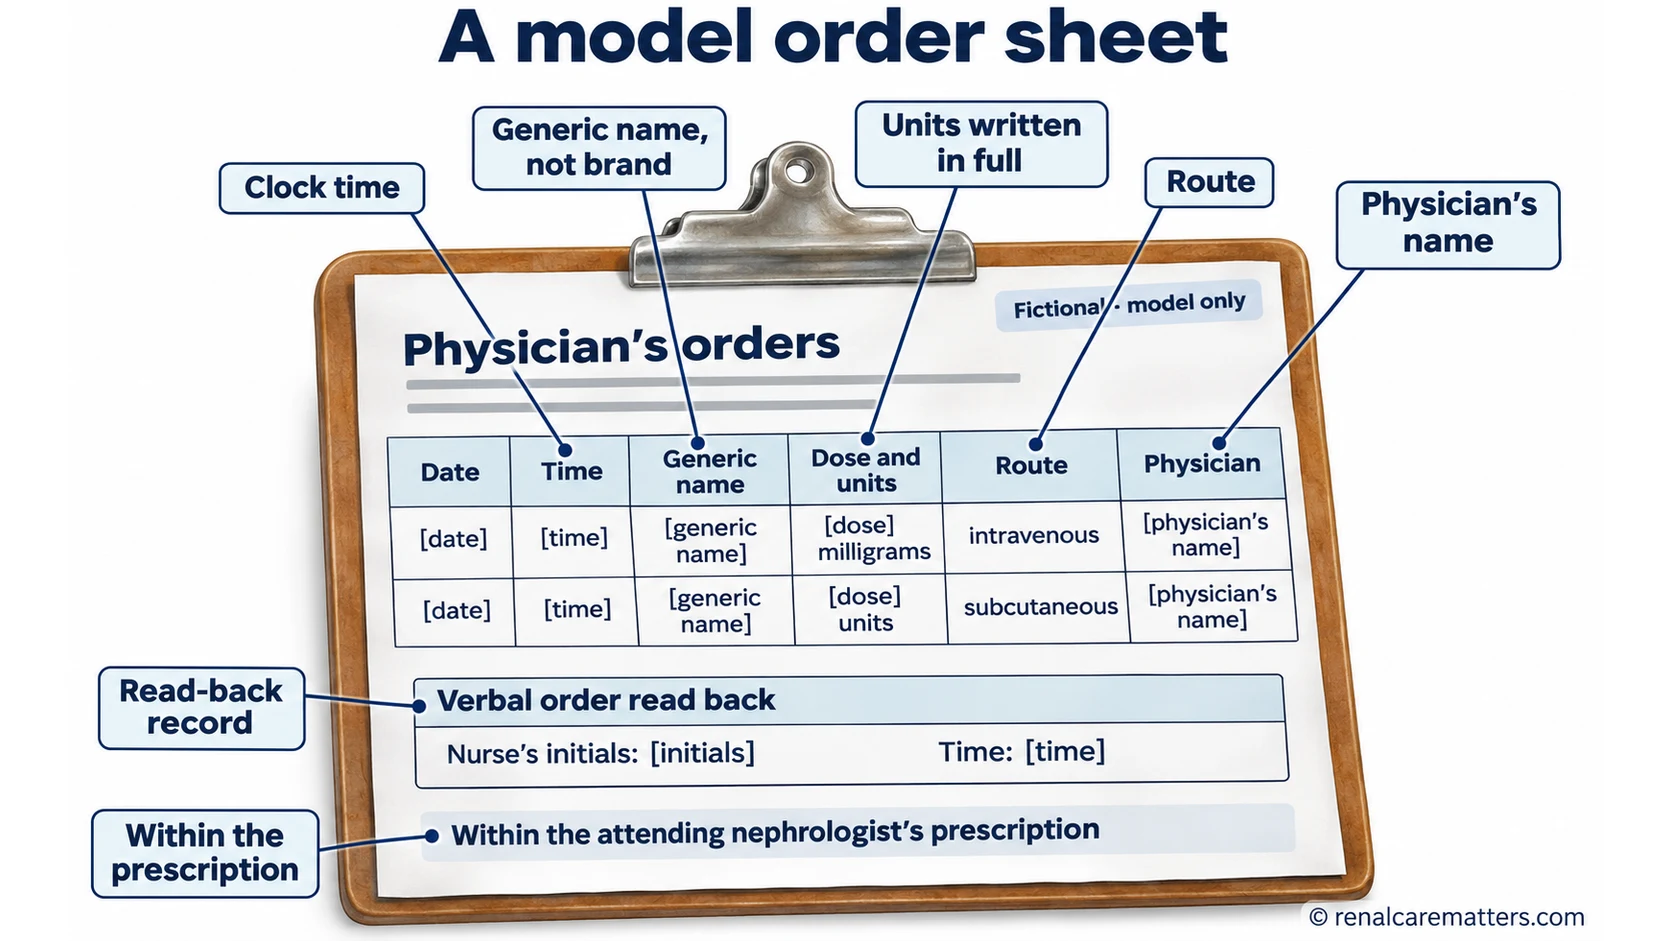 A model order sheet
Clock time
Generic name,
not brand
Units written
in full
Route
Physician's
name
Fictional · model only
Physician's orders
Date
Time
Generic
name
Dose and
units
Route
Physician
[date]
[time]
[generic
name]
[dose]
milligrams
intravenous
[physician's
name]
[date]
[time]
[generic
name]
[dose]
units
subcutaneous
[physician's
name]
Read-back
record
Verbal order read back
Nurse's initials: [initials]
Time: [time]
Within the
prescription
Within the attending nephrologist's prescription
© renalcarematters.com